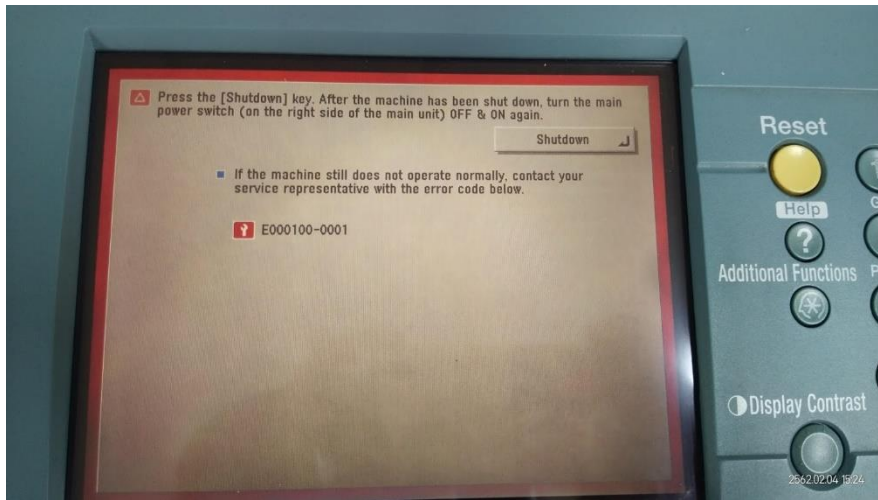 Press the [Shutdown] key. After the machine has been shut down, turn the main
power switch (on the right side of the main unit) OFF & ON again.
Shutdown
If the machine still does not operate normally, contact your
service representative with the error code below.
E000100-0001
Reset
Help
?
Additional Functions
Display Contrast
2562.02.04 15:24